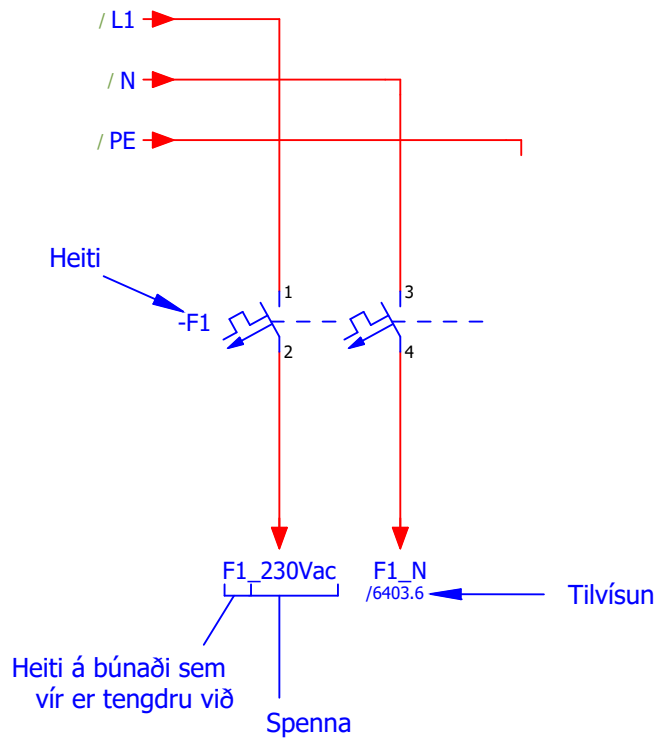 / L1
/ N
/ PE
Heiti
-F1
1
3
2
4
F1_230Vac
F1_N
/6403.6
Tilvísun
Heiti á búnaði sem
vír er tengdru við
Spenna